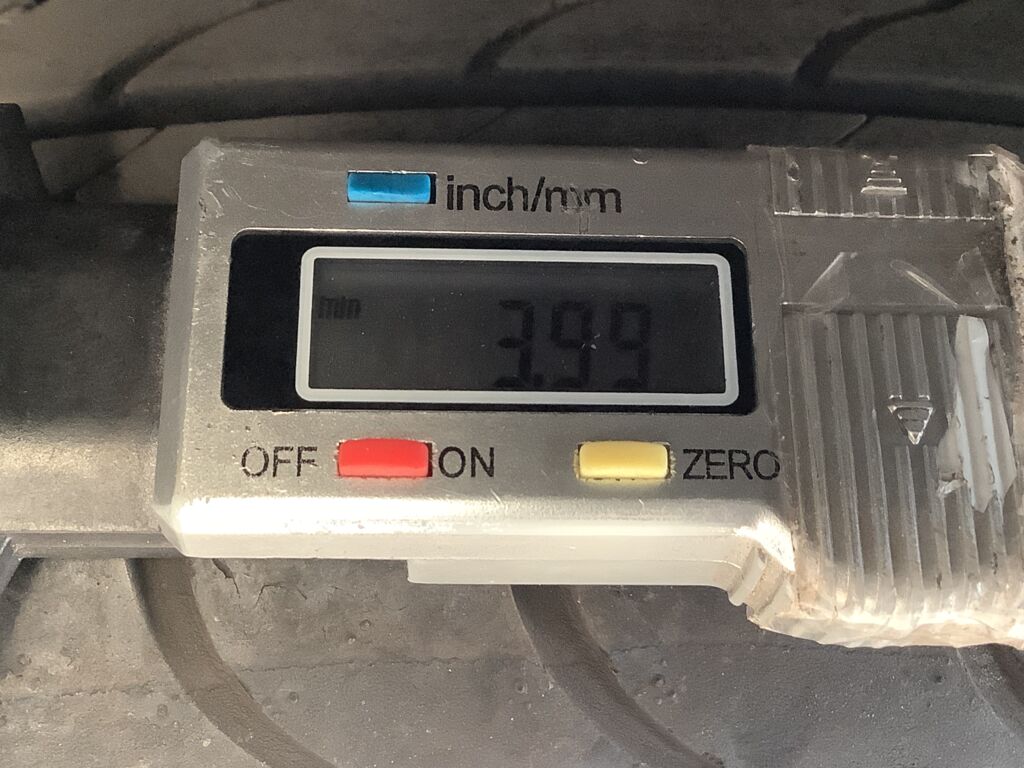 inch/mm
mm
3.99
OFF ON ZERO